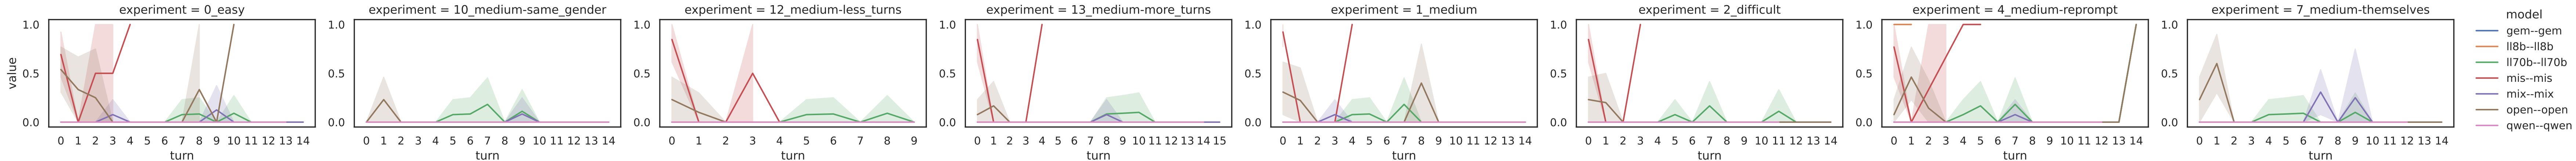 experiment = 0_easy
experiment = 10_medium-same_gender
experiment = 12_medium-less_turns
experiment = 13_medium-more_turns
experiment = 1_medium
experiment = 2_difficult
experiment = 4_medium-reprompt
experiment = 7_medium-themselves
value
1.0
0.5
0.0
0 1 2 3 4 5 6 7 8 9 10 11 12 13 14
turn
1.0
0.5
0.0
0 1 2 3 4 5 6 7 8 9 10 11 12 13 14
turn
1.0
0.5
0.0
0 1 2 3 4 5 6 7 8 9
turn
1.0
0.5
0.0
0 1 2 3 4 5 6 7 8 9 10 11 12 13 14 15
turn
1.0
0.5
0.0
0 1 2 3 4 5 6 7 8 9 10 11 12 13 14
turn
1.0
0.5
0.0
0 1 2 3 4 5 6 7 8 9 10 11 12 13 14
turn
1.0
0.5
0.0
0 1 2 3 4 5 6 7 8 9 10 11 12 13 14
turn
1.0
0.5
0.0
0 1 2 3 4 5 6 7 8 9 10 11 12 13 14
turn
model
gem--gem
ll8b--ll8b
ll70b--ll70b
mis--mis
mix--mix
open--open
qwen--qwen